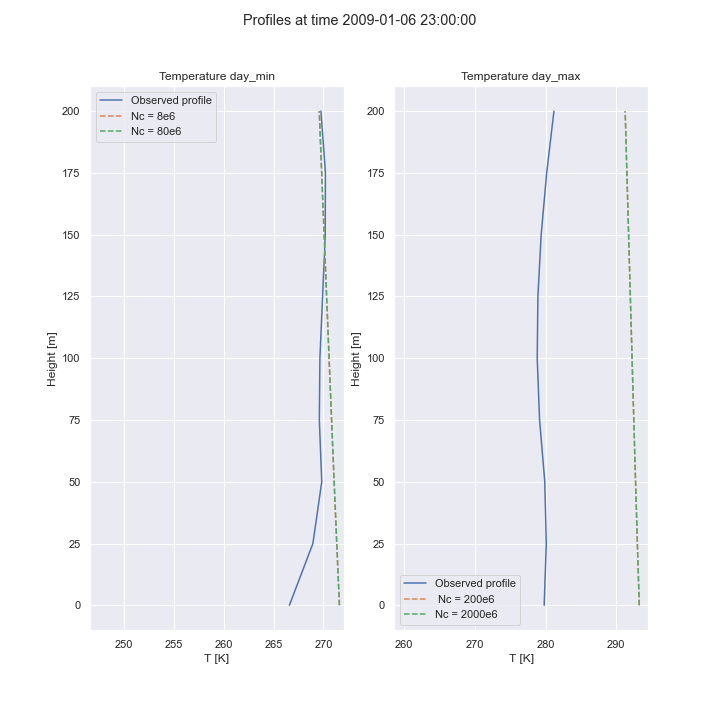 Profiles at time 2009-01-06 23:00:00
Temperature day_min
Observed profile
Nc = 8e6
Nc = 80e6
200
175
150
125
100
75
50
25
0
Height [m]
250 255 260 265 270
T [K]
Temperature day_max
200
175
150
125
100
75
50
25
0
Height [m]
Observed profile
Nc = 200e6
Nc = 2000e6
260 270 280 290
T [K]